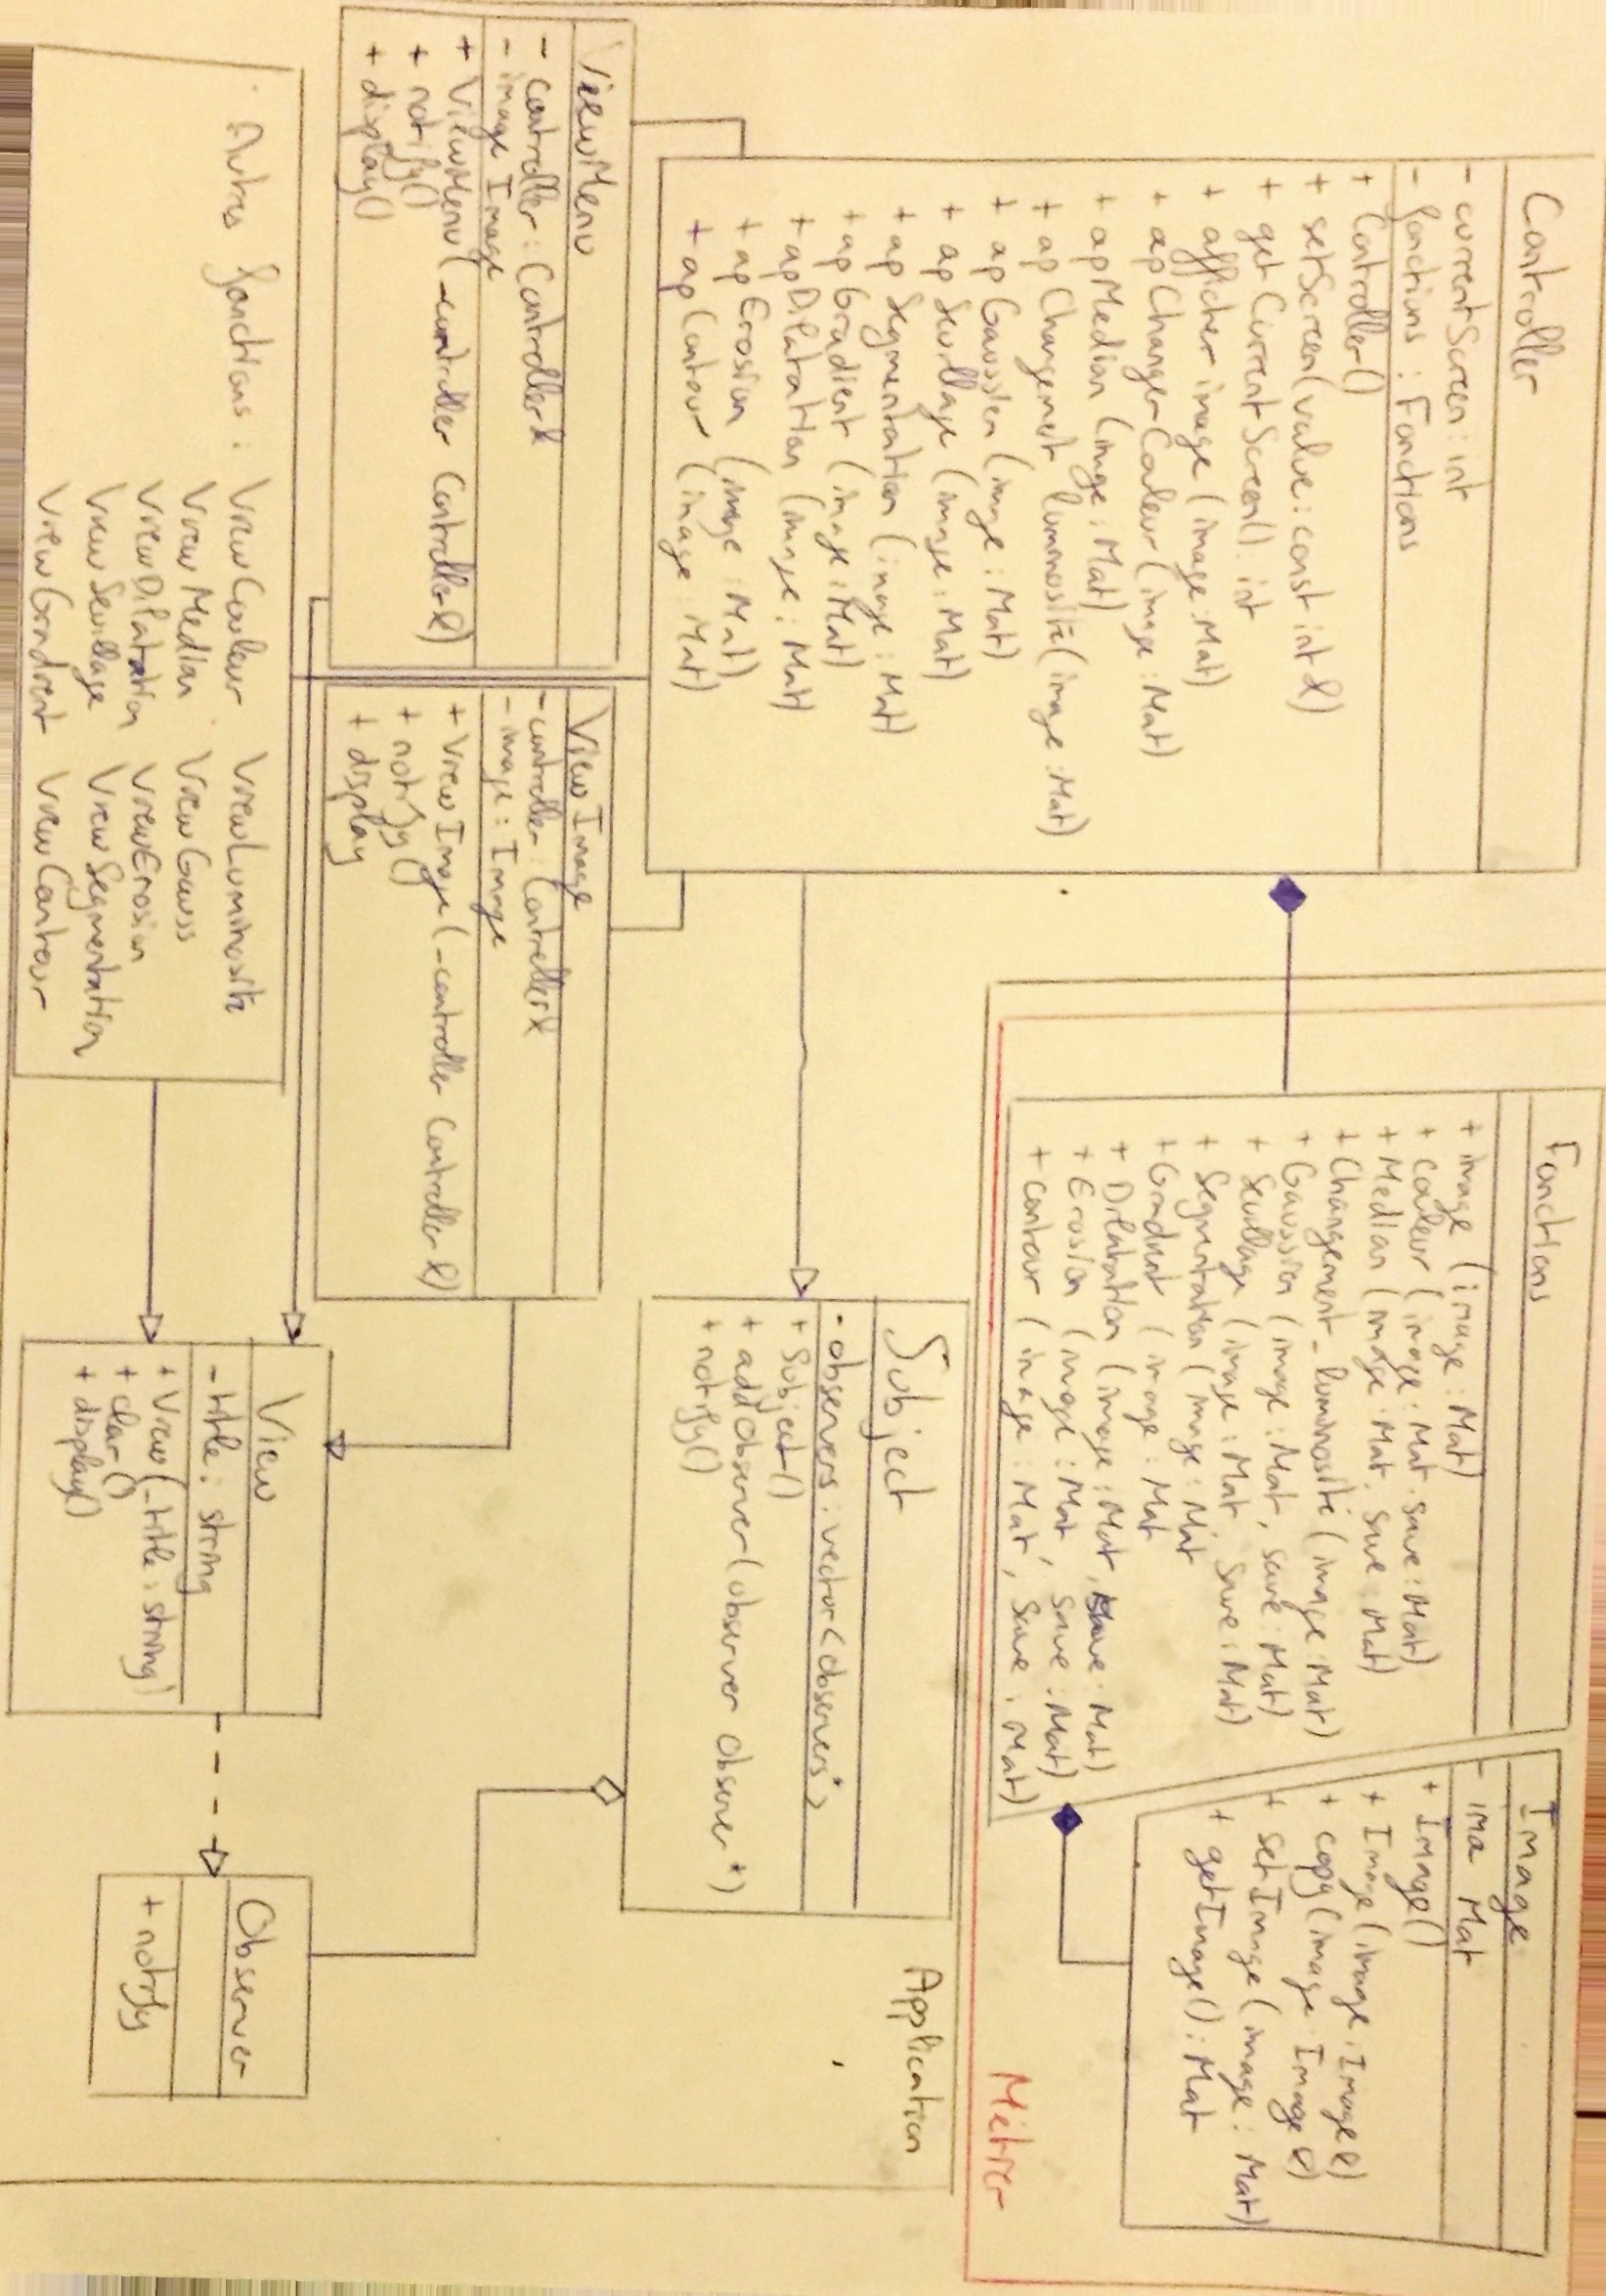 Controller
- currentScreen : int
- fonctions : Fonctions
+ Controller()
+ setScreen(value : const int &)
+ getCurrentScreen() : int
+ afficher image (image : Mat)
+ apChangerCouleur (image : Mat)
+ apMedian (image : Mat)
+ apChangement luminosité (image : Mat)
+ apGaussien (image : Mat)
+ apSeuillage (image : Mat)
+ apSegmentation (image : Mat)
+ apGradient (image : Mat)
+ apDilatation (image : Mat)
+ apErosion (image : Mat)
+ apContour (image : Mat)
Fonctions
+ image (image : Mat)
+ couleur (image : Mat, save : Mat)
+ Median (image : Mat, save : Mat)
+ Changement_luminosité (image : Mat)
+ Gaussien (image : Mat, save : Mat)
+ Seuillage (image : Mat, save : Mat)
+ Segmentation (image : Mat
+ Gradient (image : Mat
+ Dilatation (image : Mat, save : Mat)
+ Erosion (image : Mat, save : Mat)
+ contour (image : Mat, save : Mat)
Image
- ima Mat
+ Image()
+ Image (image : Image &)
+ copy (image : Image &)
+ setImage (image : Mat)
+ getImage() : Mat
Métier
Application
Subject
- observers : vector<observers*>
+ Subject()
+ addObserver (observer observer *)
+ notify()
ViewMenu
- controller : Controller &
- image Image
+ ViewMenu (_controller Controller &)
+ notify()
+ display()
ViewImage
- controller : Controller &
- image : Image
+ ViewImage (_controller Controller &)
+ notify()
+ display
Autres fonctions : ViewCouleur ViewLuminosité
ViewMedian ViewGauss
ViewDilatation ViewErosion
ViewSeuillage ViewSegmentation
ViewGradient ViewContour
View
- title : string
+ View (_title : string)
+ clear()
+ display()
Observer
+ notify